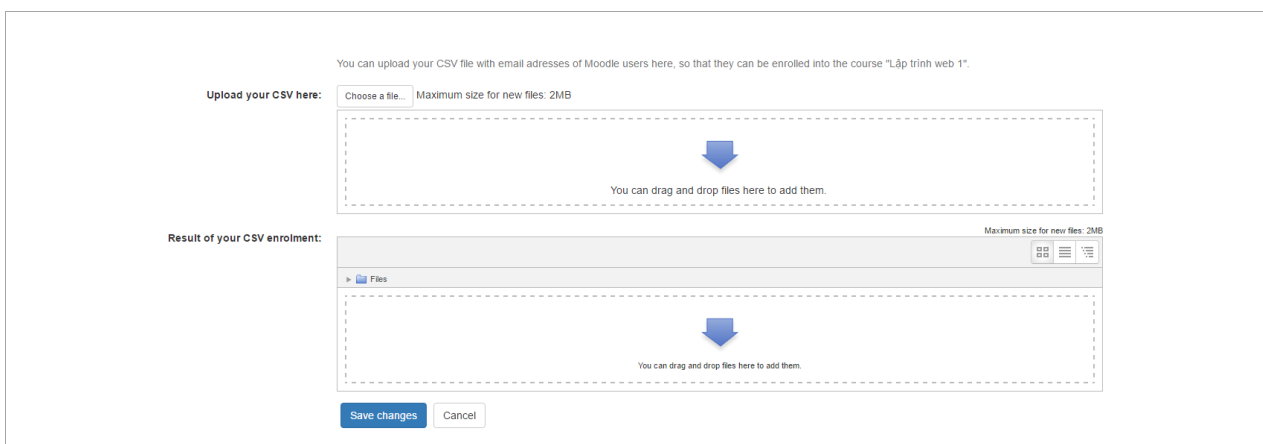 You can upload your CSV file with email adresses of Moodle users here, so that they can be enrolled into the course "Lập trình web 1".
Upload your CSV here: Choose a file... Maximum size for new files: 2MB
You can drag and drop files here to add them.
Maximum size for new files: 2MB
Result of your CSV enrolment:
Files
You can drag and drop files here to add them.
Save changes Cancel